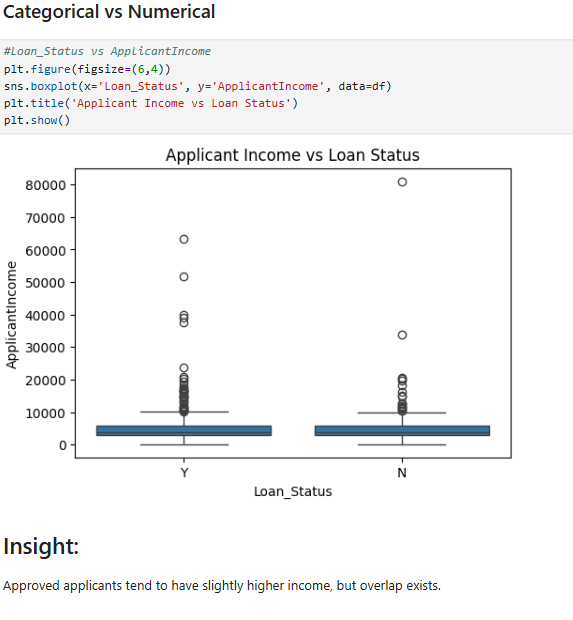 Categorical vs Numerical
#Loan_Status vs ApplicantIncome
plt.figure(figsize=(6,4))
sns.boxplot(x='Loan_Status', y='ApplicantIncome', data=df)
plt.title('Applicant Income vs Loan Status')
plt.show()
Applicant Income vs Loan Status
80000
70000
60000
50000
40000
30000
20000
10000
0
ApplicantIncome
Y N
Loan_Status
Insight:
Approved applicants tend to have slightly higher income, but overlap exists.